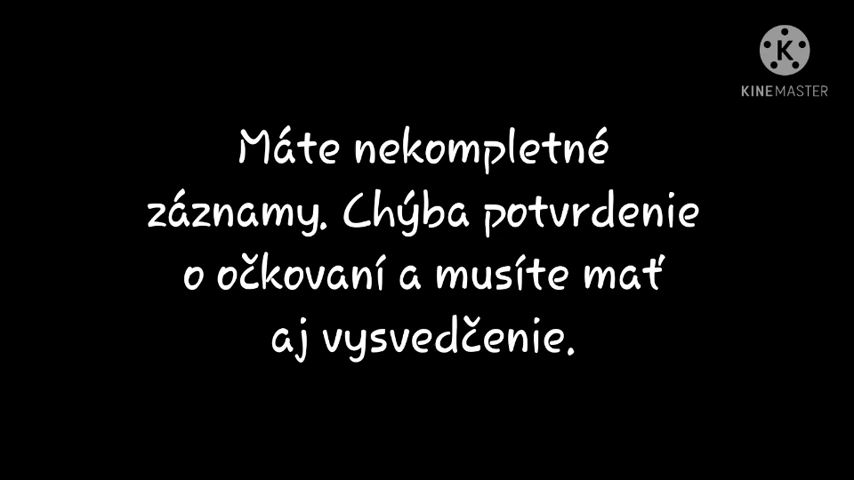 KINEMASTER
Máte nekompletné
záznamy. Chýba potvrdenie
o očkovaní a musíte mať
aj vysvedčenie.